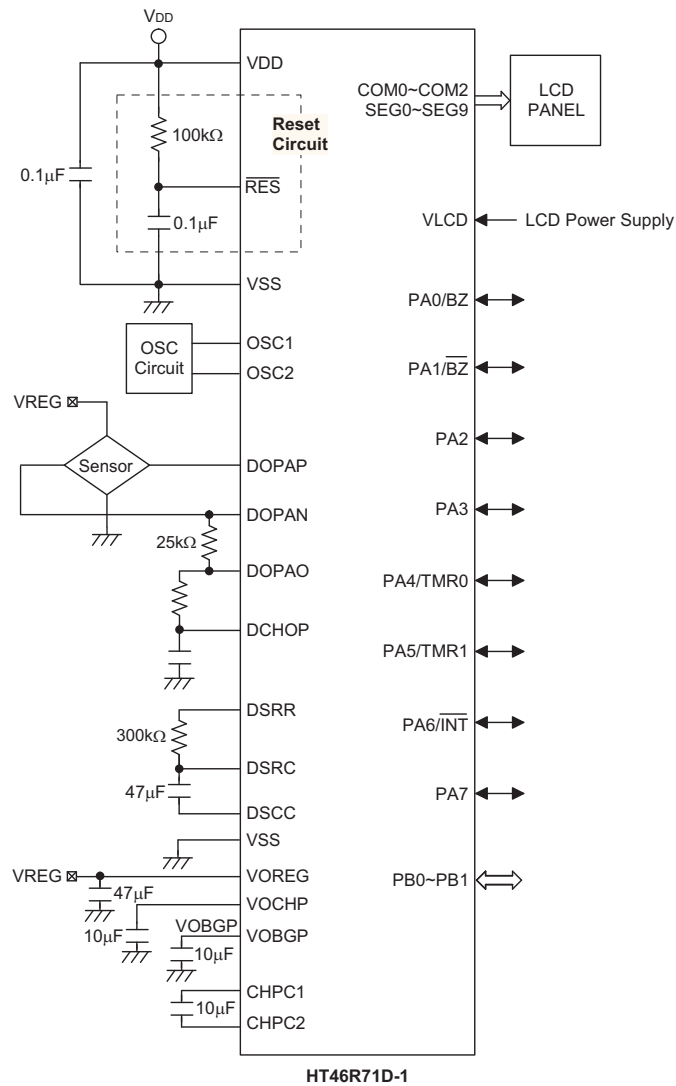 VDD
VDD
COM0~COM2
SEG0~SEG9
LCD
PANEL
Reset
Circuit
100kΩ
0.1µF
RES
0.1µF
VLCD
LCD Power Supply
VSS
PA0/BZ
OSC
Circuit
OSC1
OSC2
PA1/BZ
VREG
PA2
Sensor
DOPAP
DOPAN
PA3
25kΩ
DOPAO
PA4/TMR0
DCHOP
PA5/TMR1
DSRR
PA6/INT
300kΩ
DSRC
47µF
DSCC
PA7
VSS
VREG
VOREG
PB0~PB1
47µF
VOCHP
10µF
VOBGP
VOBGP
10µF
CHPC1
10µF
CHPC2
HT46R71D-1